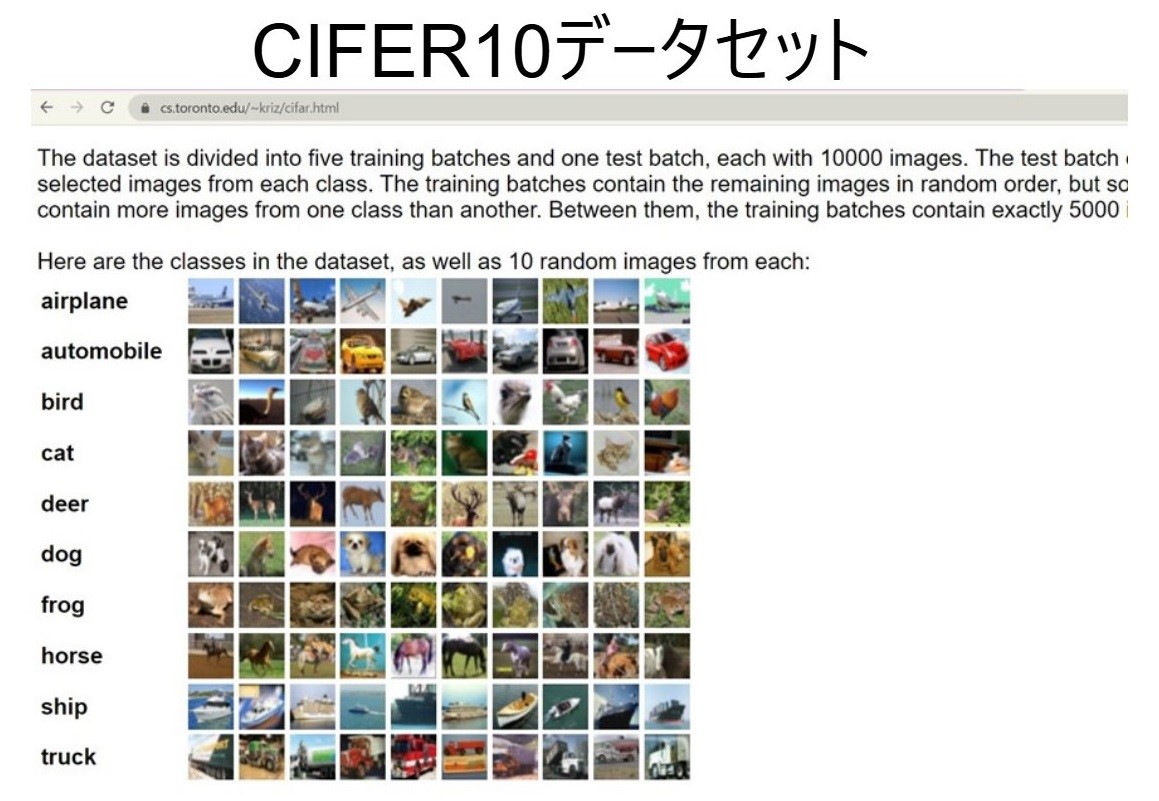 CIFER10データセット
cs.toronto.edu/~kriz/cifar.html
The dataset is divided into five training batches and one test batch, each with 10000 images. The test batch
selected images from each class. The training batches contain the remaining images in random order, but so
contain more images from one class than another. Between them, the training batches contain exactly 5000
Here are the classes in the dataset, as well as 10 random images from each:
airplane
automobile
bird
cat
deer
dog
frog
horse
ship
truck